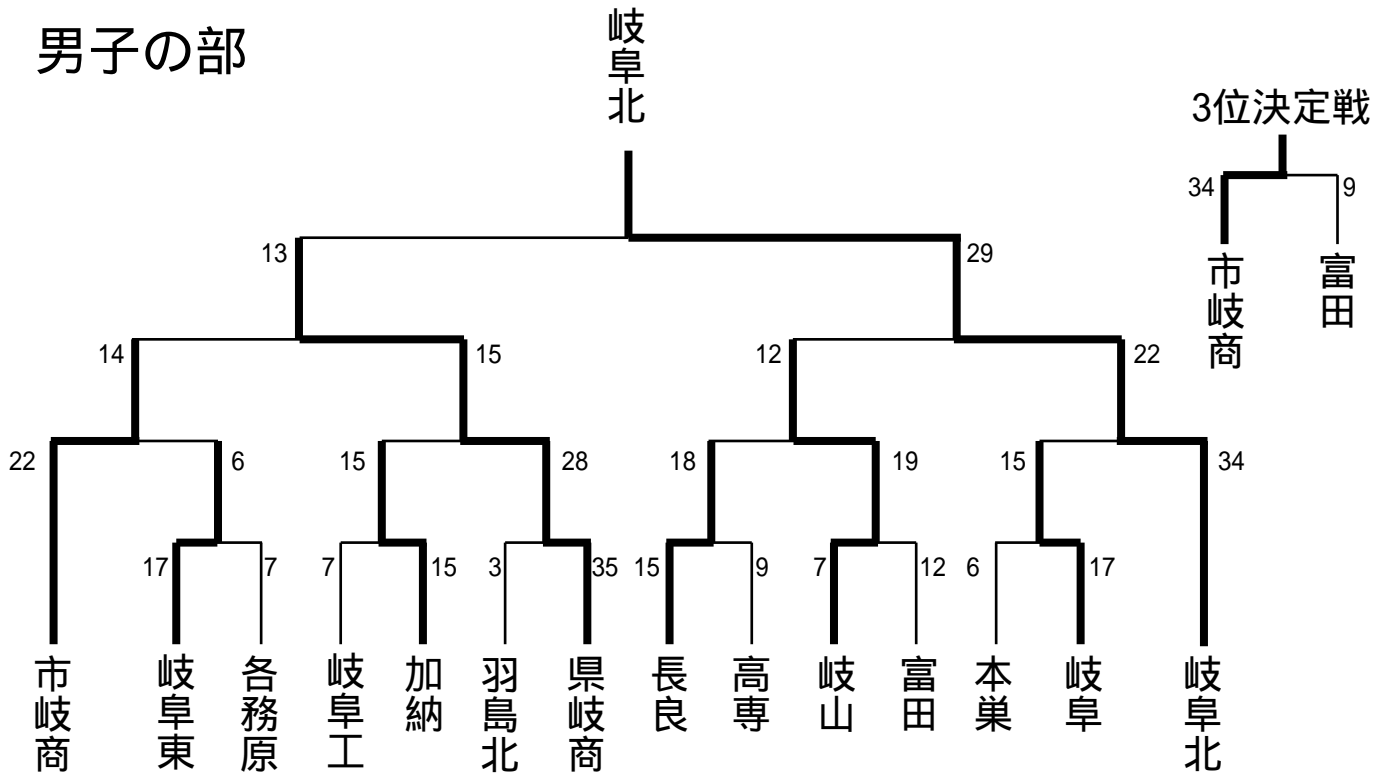 男子の部
岐阜北
3位決定戦
34
9
市岐商
富田
13
29
14
15
12
22
22
6
15
28
18
19
15
34
17
7
7
15
3
35
15
9
7
12
6
17
市岐商
岐阜東
各務原
岐阜工
加納
羽島北
県岐商
長良
高専
岐山
富田
本巣
岐阜
岐阜北